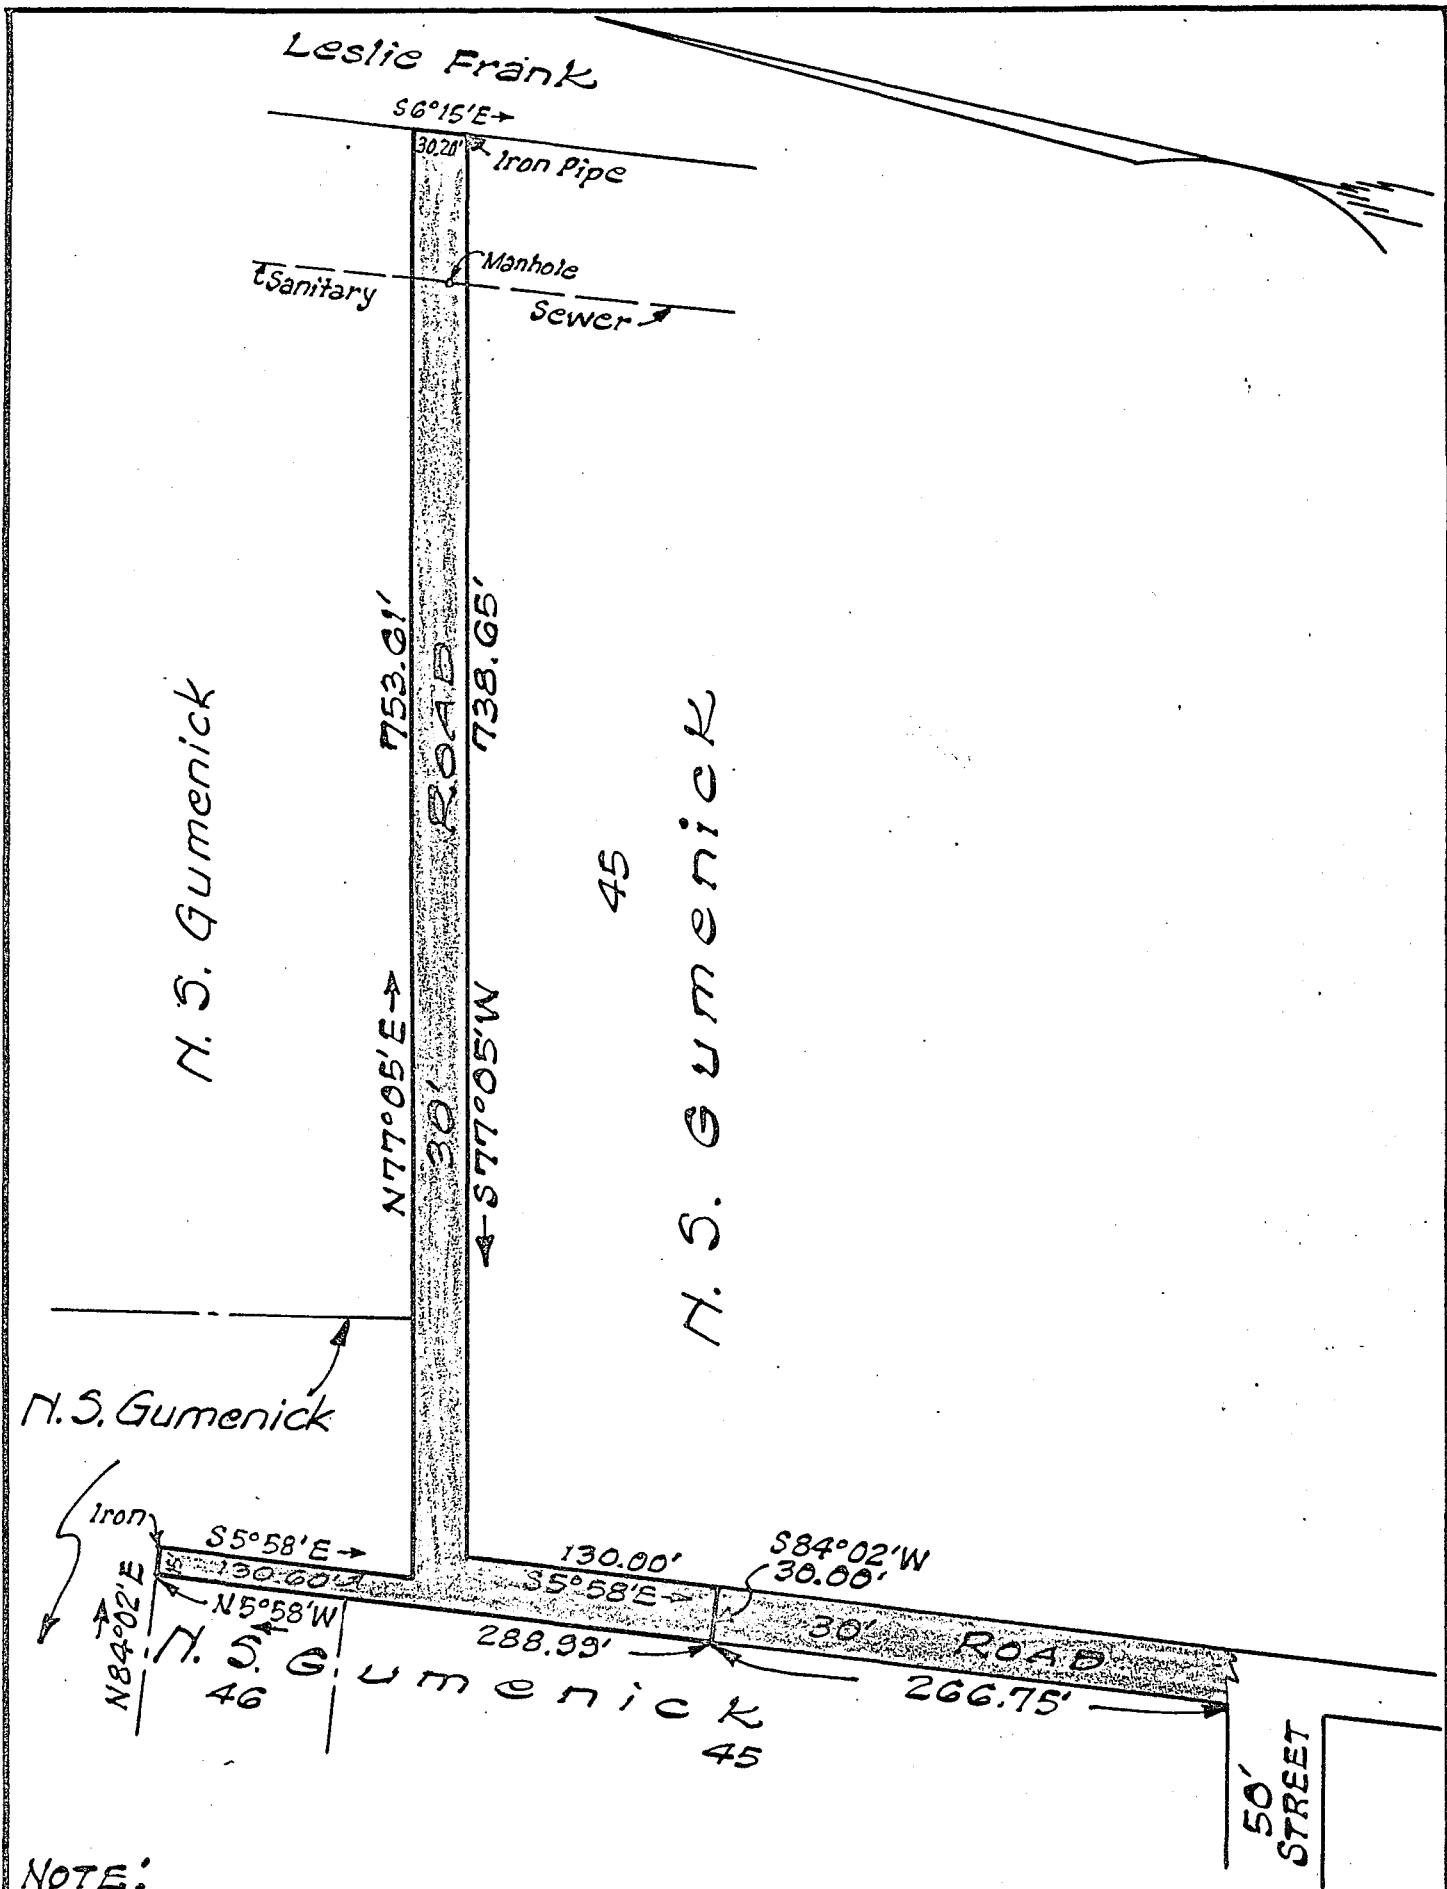 Leslie Frank
S6°15'E→
30.20'
Iron Pipe
Manhole
Sanitary
Sewer
753.61'
738.65'
ROAD
N.S. Gumenick
45
N.S. Gumenick
N77°05'E→
30'
←S77°05'W
N.S. Gumenick
Iron
S5°58'E→
130.00'
S84°02'W
30.00'
15'
130.60'
S5°58'E→
N84°02'E
N5°58'W
288.99'
30' ROAD
N.S. Gumenick
46
266.75'
45
50'
STREET
NOTE: